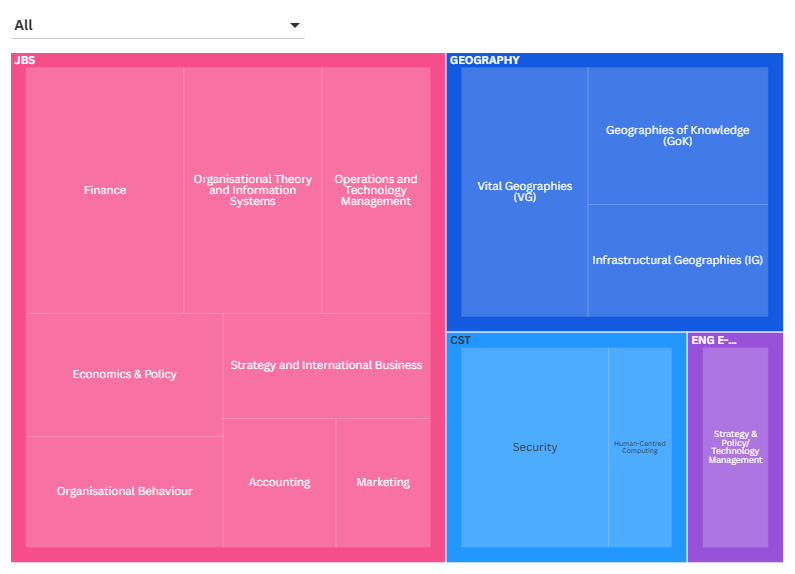 All
JBS
Finance
Organisational Theory
and Information
Systems
Operations and
Technology
Management
Economics & Policy
Strategy and International Business
Organisational Behaviour
Accounting
Marketing
GEOGRAPHY
Vital Geographies
(VG)
Geographies of Knowledge
(GoK)
Infrastructural Geographies (IG)
CST
Security
Human-Centred
Computing
ENG E-...
Strategy &
Policy/
Technology
Management